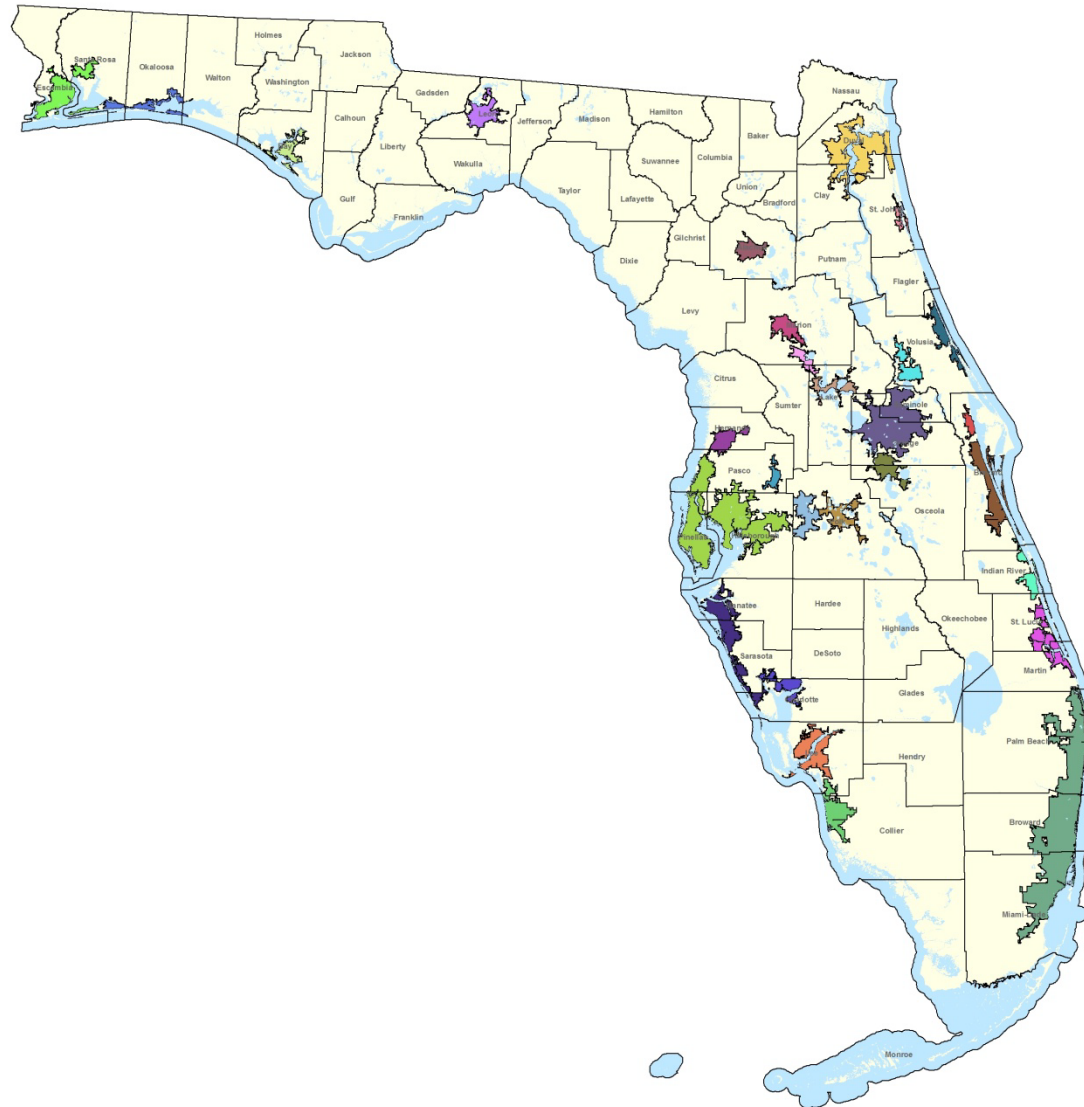 Holmes
Jackson
Santa Rosa
Okaloosa
Walton
Washington
Escambia
Gadsden
Leon
Jefferson
Madison
Hamilton
Nassau
Calhoun
Liberty
Wakulla
Bay
Gulf
Franklin
Taylor
Suwannee
Columbia
Baker
Duval
Lafayette
Union
Bradford
Clay
St. Joh
Gilchrist
Dixie
Putnam
Flagler
Levy
Marion
Volusia
Citrus
Sumter
Lake
Seminole
Hernando
Orange
Pasco
Brevard
Osceola
Pinellas
Hillsborough
Polk
Indian River
Manatee
Hardee
Highlands
Okeechobee
St. Lucie
Sarasota
DeSoto
Martin
Charlotte
Glades
Lee
Hendry
Palm Beach
Collier
Broward
Miami-Dade
Monroe